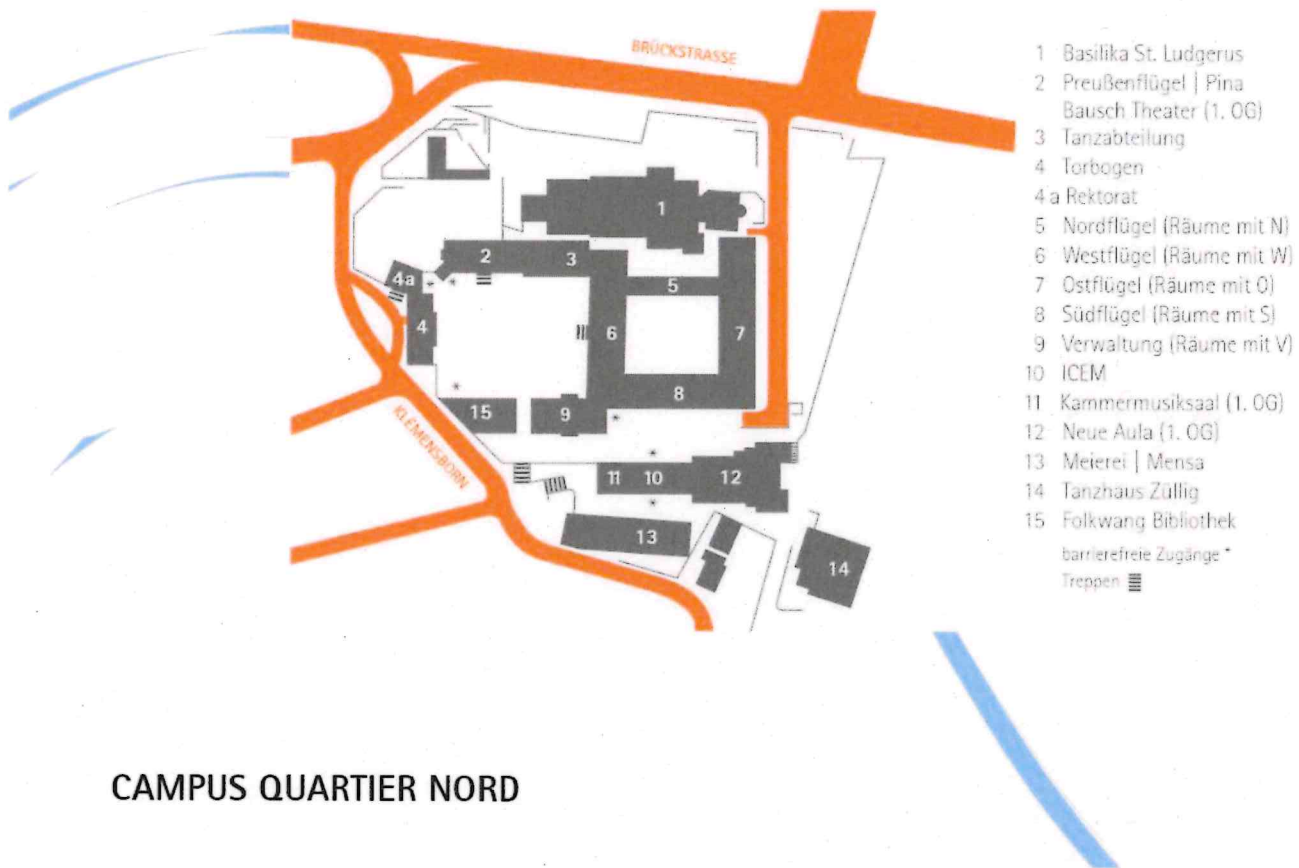 BRÜCKSTRASSE
1 Basilika St. Ludgerus
2 Preußenflügel | Pina
Bausch Theater (1. OG)
3 Tanzabteilung
4 Torbogen
4a Rektorat
5 Nordflügel (Räume mit N)
6 Westflügel (Räume mit W)
7 Ostflügel (Räume mit O)
8 Südflügel (Räume mit S)
9 Verwaltung (Räume mit V)
10 ICEM
11 Kammermusiksaal (1. OG)
12 Neue Aula (1. OG)
13 Meierei | Mensa
14 Tanzhaus Züllig
15 Folkwang Bibliothek
barrierefreie Zugänge *
Treppen
1
2
3
4a
5
4
6
7
8
15
9
KLEMENSBORN
11
10
12
13
14
CAMPUS QUARTIER NORD